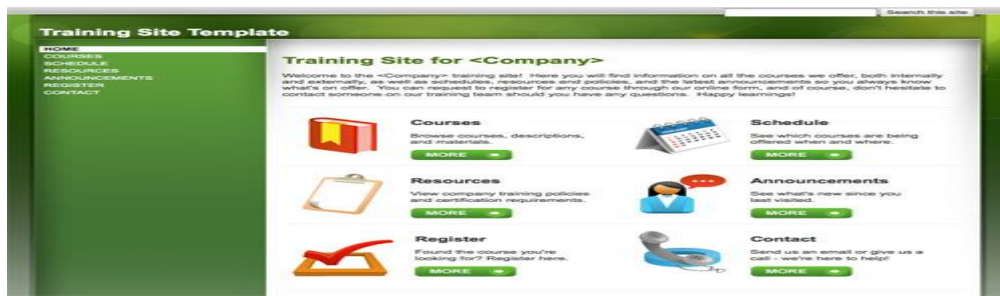 Search this site
Training Site Template
HOME
COURSES
SCHEDULE
RESOURCES
ANNOUNCEMENTS
REGISTER
CONTACT
Training Site for <Company>
Welcome to the <Company> training site! Here you will find information on all the courses we offer, both internally
and externally, as well as schedules, resources and policies, and the latest announcements so you always know
what's on offer. You can request to register for any course through our online form, and of course, don't hesitate to
contact someone on our training team should you have any questions. Happy learnings!
Courses
Browse courses, descriptions,
and materials.
MORE
Schedule
See which courses are being
offered when and where.
MORE
Resources
View company training policies
and certification requirements.
MORE
Announcements
See what's new since you
last visited.
MORE
Register
Found the course you're
looking for? Register here.
MORE
Contact
Send us an email or give us a
call - we're here to help!
MORE